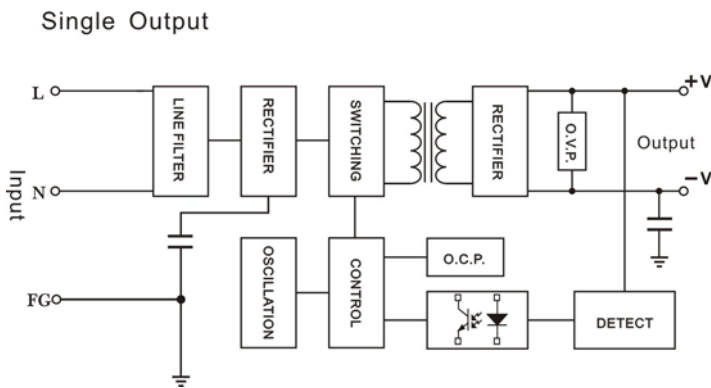 Single Output
L
N
FG
Input
LINE FILTER
RECTIFIER
SWITCHING
RECTIFIER
O.V.P.
+V
Output
-V
OSCILLATION
CONTROL
O.C.P.
DETECT